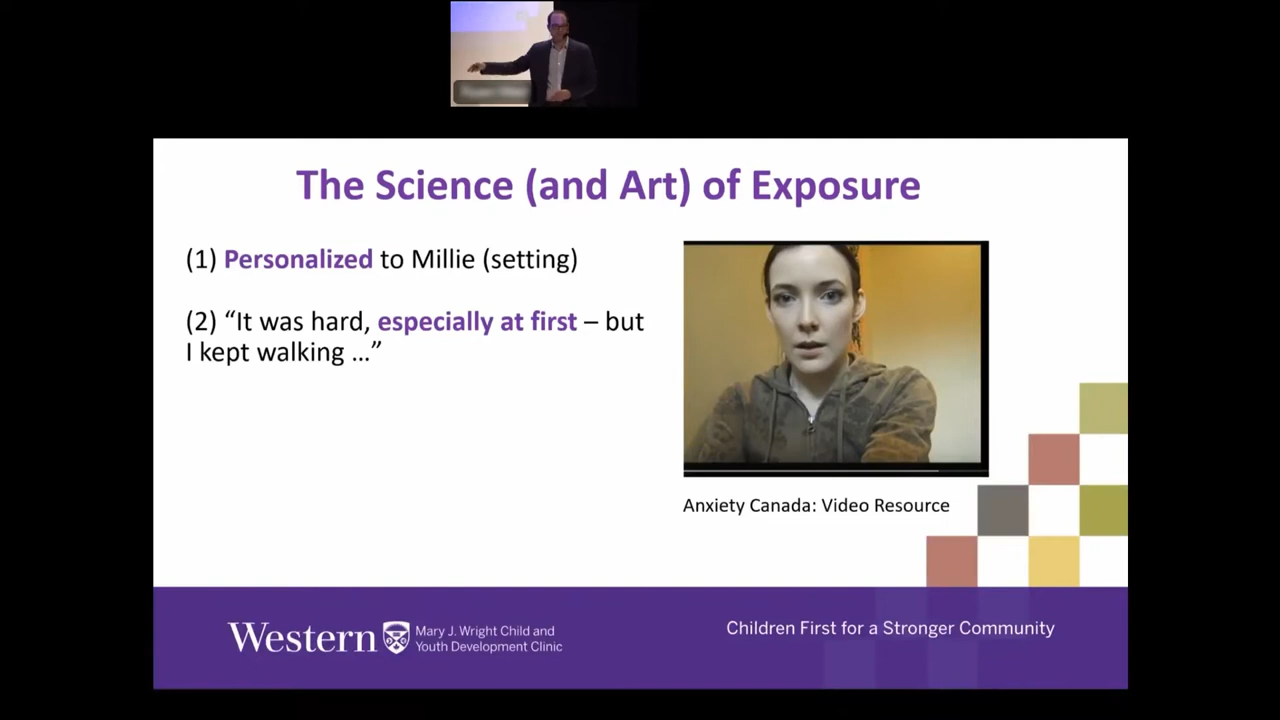 The Science (and Art) of Exposure
(1) Personalized to Millie (setting)
(2) “It was hard, especially at first – but
I kept walking …”
Anxiety Canada: Video Resource
Western
Mary J. Wright Child and
Youth Development Clinic
Children First for a Stronger Community